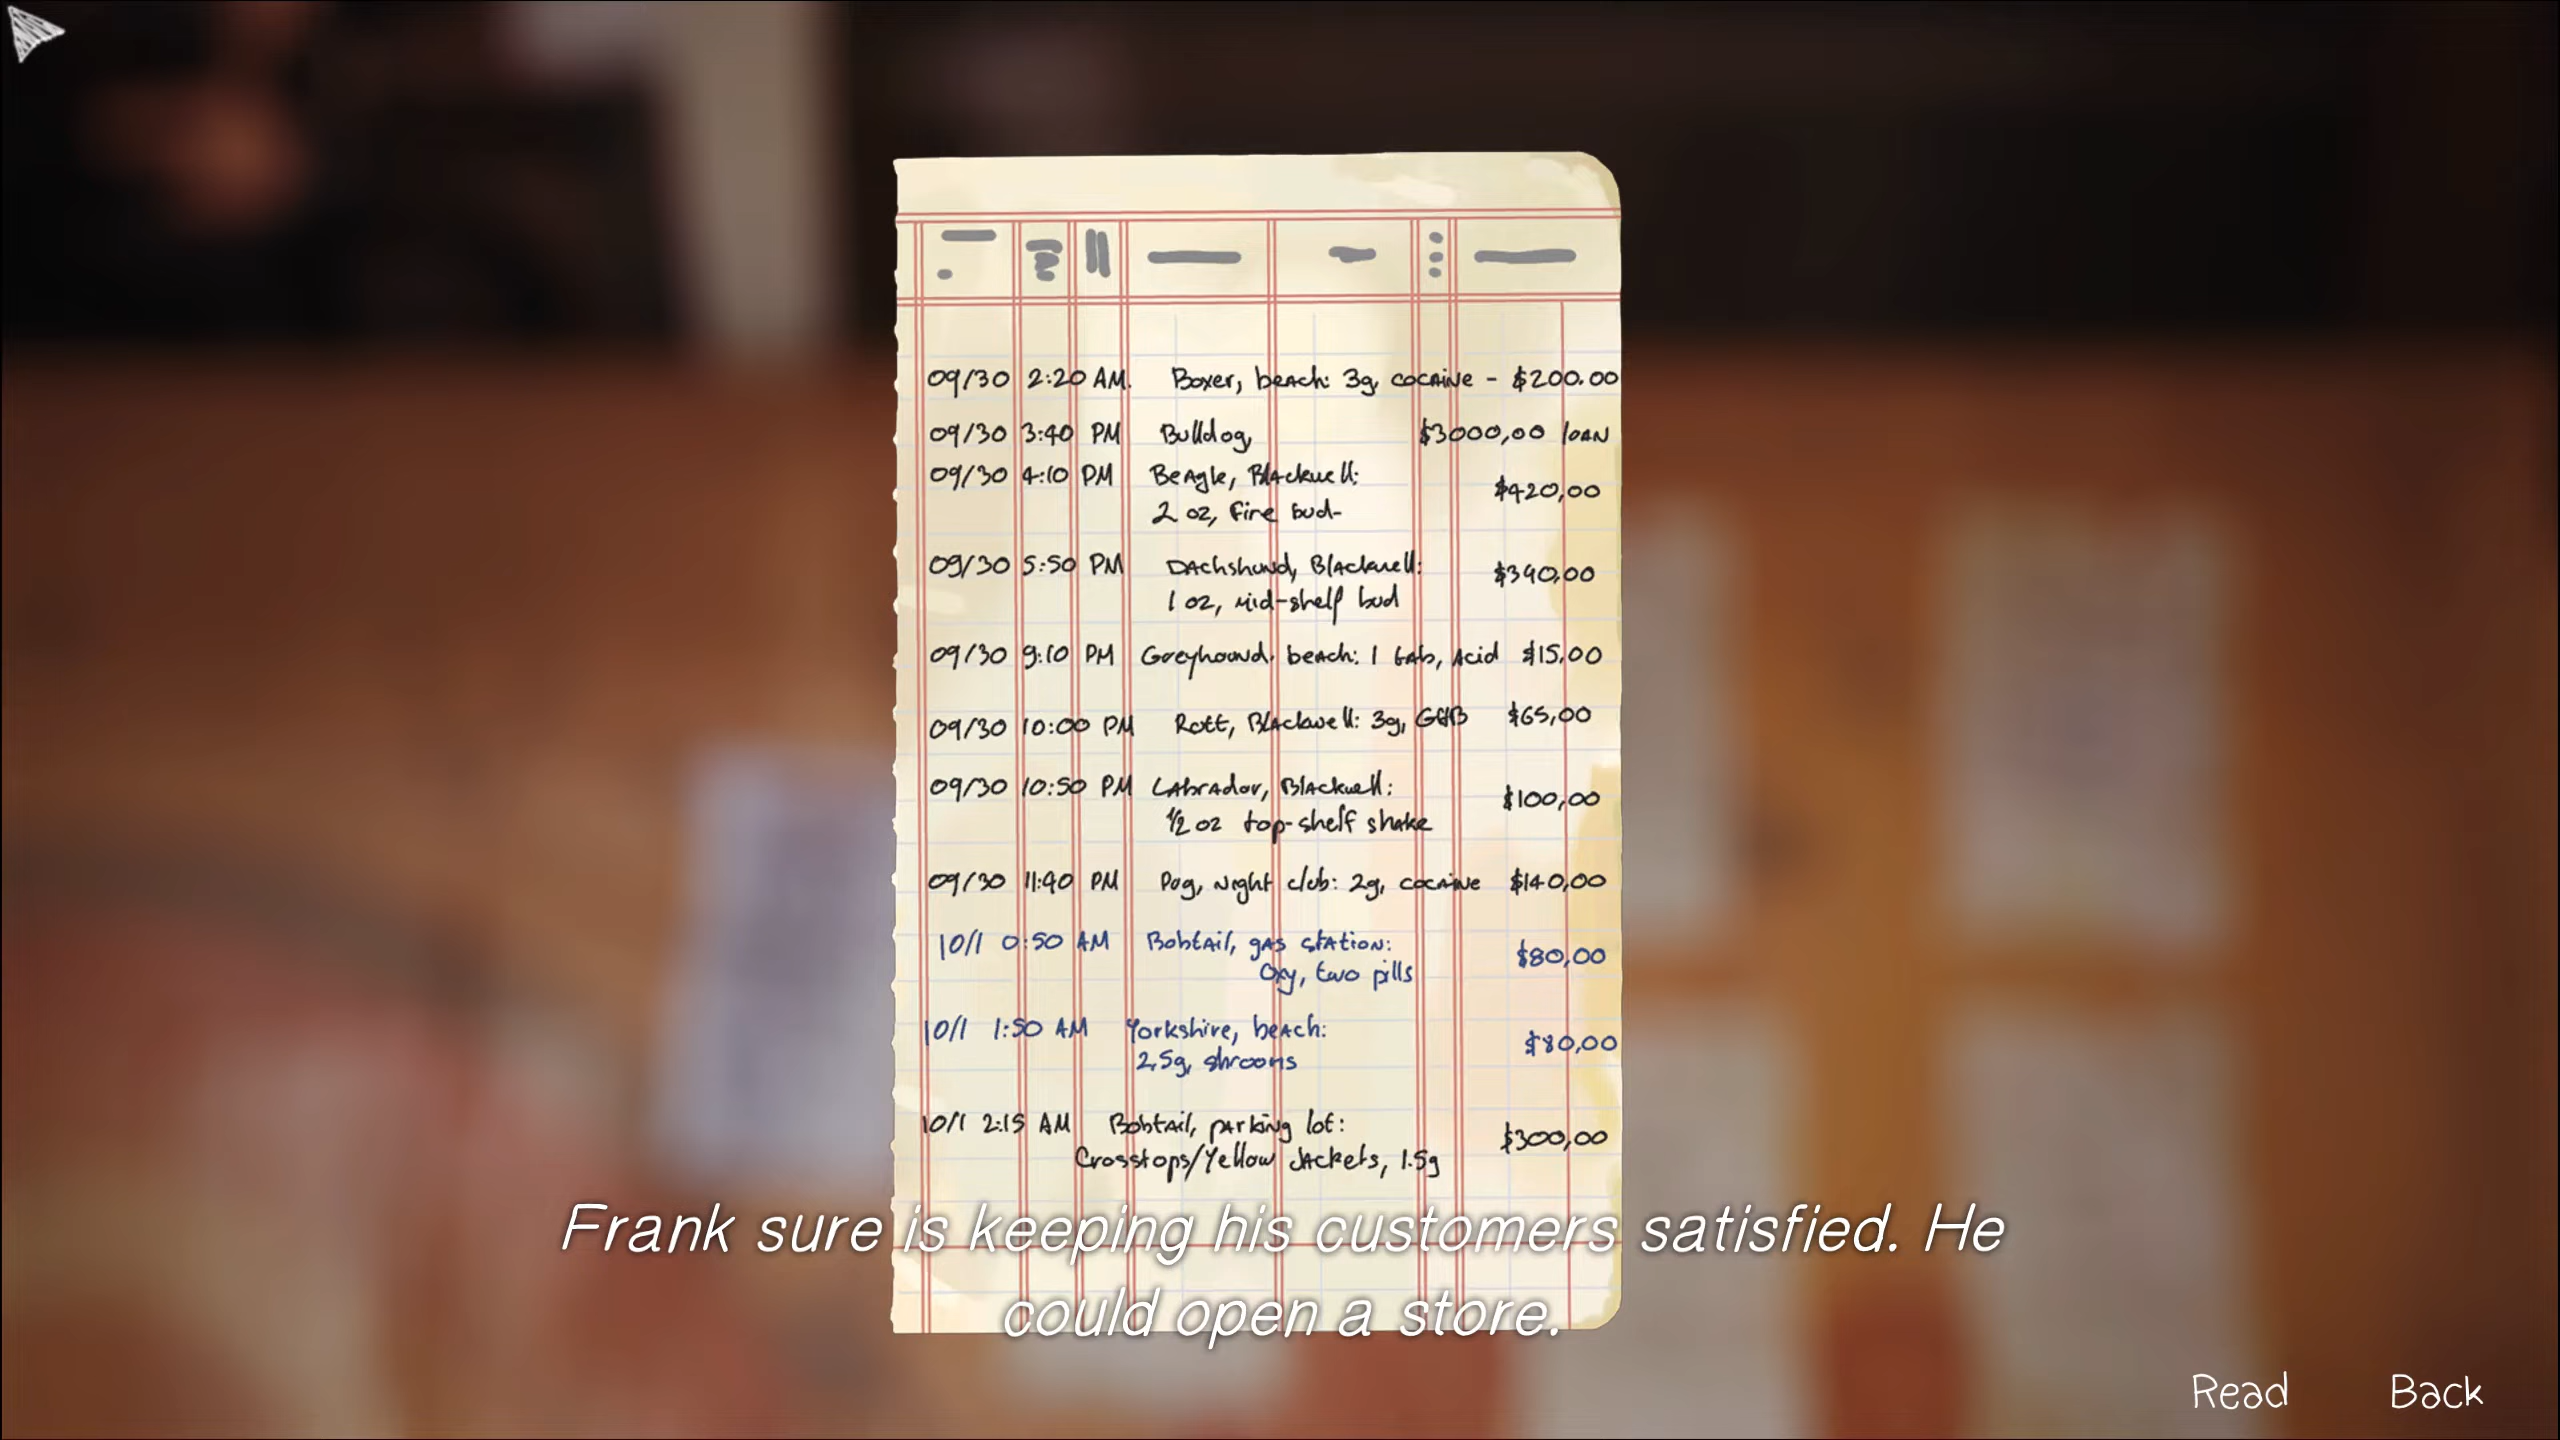 09/30 2:20 AM. Boxer, beach: 3g, cocaine - $200.00
09/30 3:40 PM Bulldog, $3000,00 loan
09/30 4:10 PM Beagle, Blackwell:
2 oz, fine bud- $420,00
09/30 5:50 PM Dachshund, Blackwell: $340,00
1 oz, mid-shelf bud
09/30 9:10 PM Greyhound, beach: 1 tab, acid $15.00
09/30 10:00 PM Rott, Blackwell: 3g, GHB $65,00
09/30 10:50 PM Labrador, Blackwell: $100,00
1/2 oz top-shelf shake
09/30 11:40 PM Pug, night club: 2g, cocaine $140,00
10/1 0:50 AM Bobtail, gas station: $80,00
Oxy, two pills
10/1 1:50 AM Yorkshire, beach: $80,00
2,5g, shrooms
10/1 2:15 AM Bobtail, parking lot: $300,00
Crosstops/Yellow Jackets, 1.5g
Frank sure is keeping his customers satisfied. He
could open a store.
Read Back